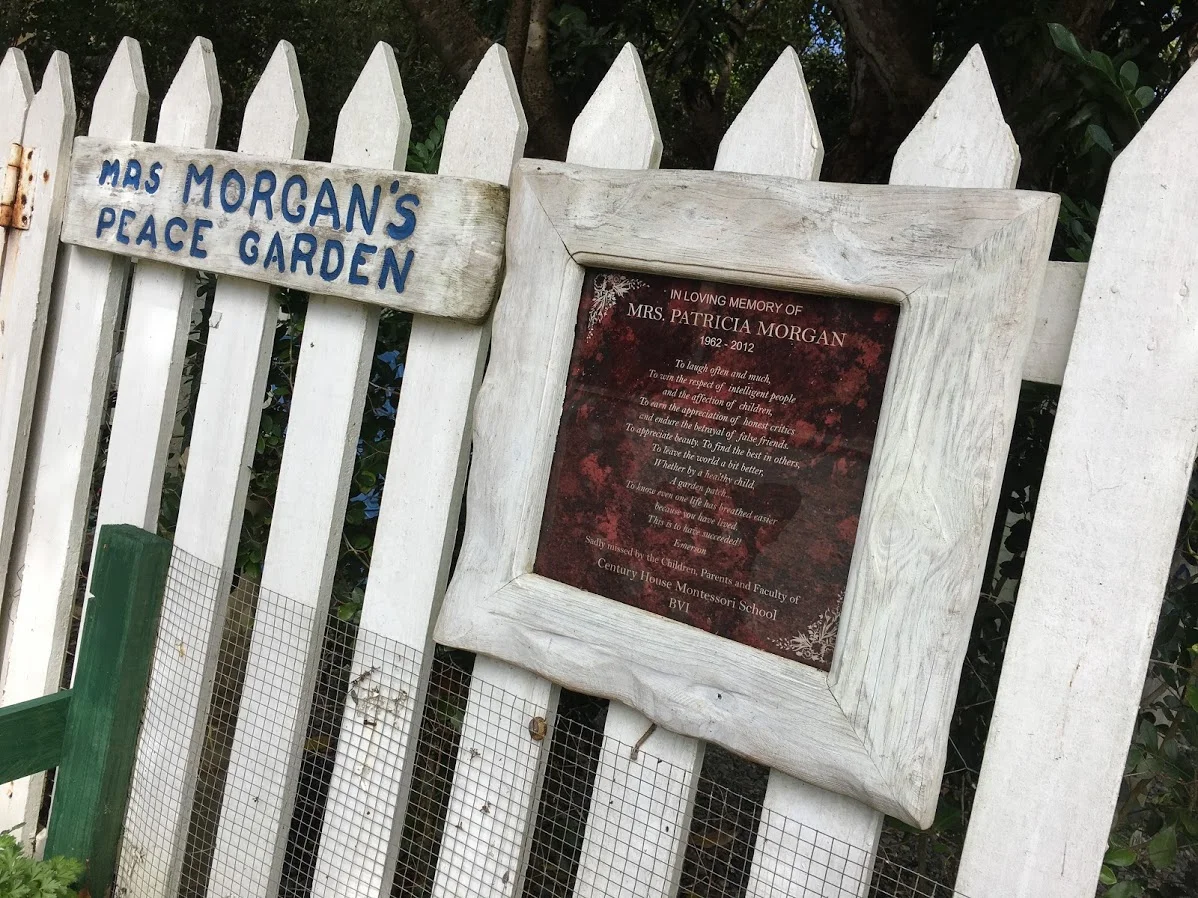 MRS MORGAN'S
PEACE GARDEN
IN LOVING MEMORY OF
MRS. PATRICIA MORGAN
1962 - 2012
To laugh often and much,
To win the respect of intelligent people
and the affection of children,
To earn the appreciation of honest critics
and endure the betrayal of false friends.
To appreciate beauty. To find the best in others,
To leave the world a bit better,
Whether by a healthy child,
A garden patch...
To know even one life has breathed easier
because you have lived.
This is to have succeeded!
Emerson
Sadly missed by the Children, Parents and Faculty of
Century House Montessori School
BVI